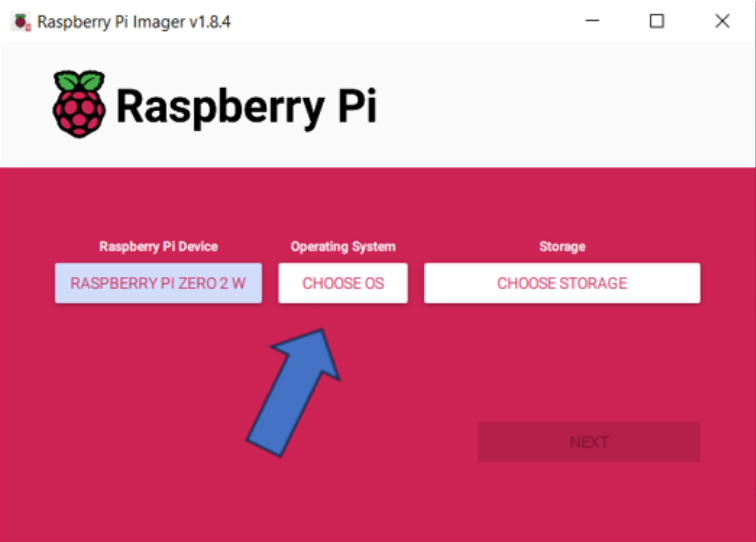 Raspberry Pi Imager v1.8.4
Raspberry Pi
Raspberry Pi Device
Operating System
Storage
RASPBERRY PI ZERO 2 W
CHOOSE OS
CHOOSE STORAGE
NEXT